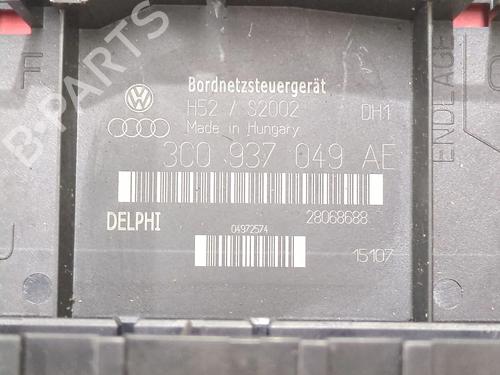 Bordnetzsteuergerät
H52 / S2002 DH1
Made in Hungary
3C0 937 049 AE
DELPHI 28068688
04972574
15107
ENDLAGE
B-PARTS